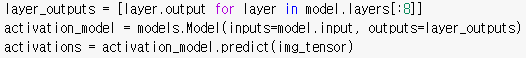 layer_outputs = [layer.output for layer in model.layers[:8]]
activation_model = models.Model(inputs=model.input, outputs=layer_outputs)
activations = activation_model.predict(img_tensor)